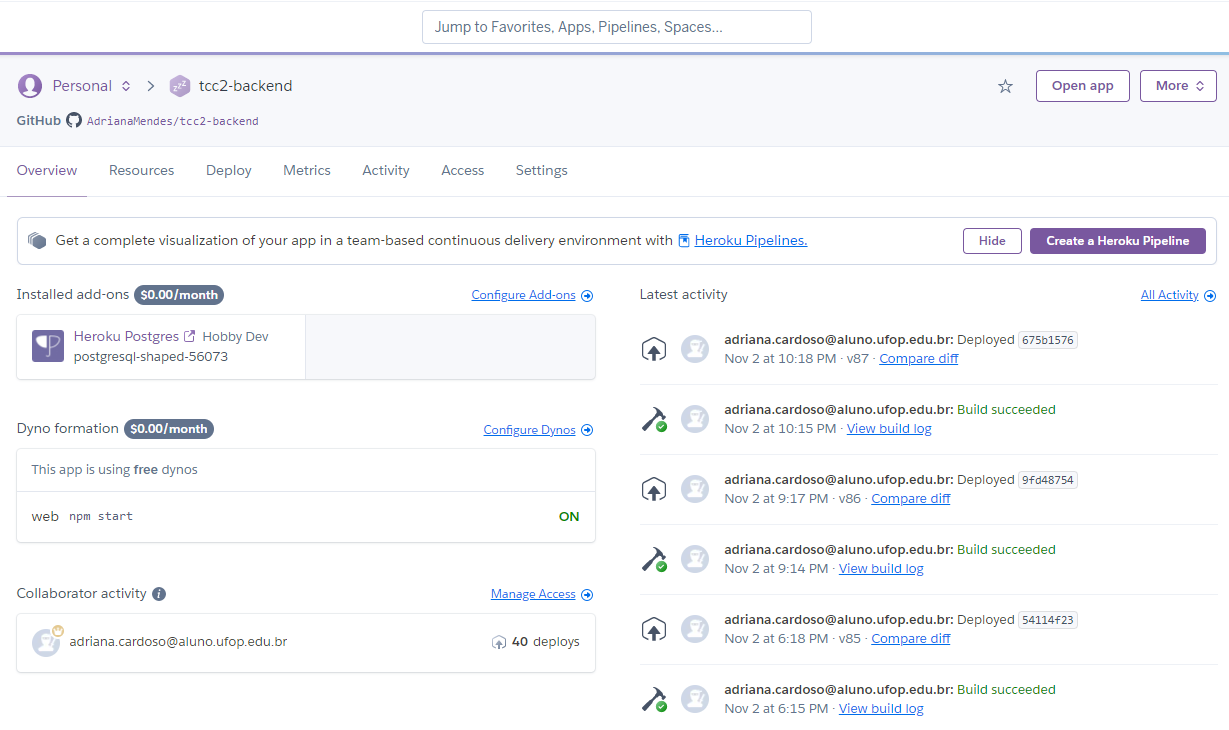 Jump to Favorites, Apps, Pipelines, Spaces...
Personal
zzZ
tcc2-backend
Open app
More
GitHub AdrianaMendes/tcc2-backend
Overview
Resources
Deploy
Metrics
Activity
Access
Settings
Get a complete visualization of your app in a team-based continuous delivery environment with Heroku Pipelines.
Hide
Create a Heroku Pipeline
Installed add-ons $0.00/month
Configure Add-ons
Heroku Postgres Hobby Dev
postgresql-shaped-56073
Dyno formation $0.00/month
Configure Dynos
This app is using free dynos
web npm start
ON
Collaborator activity i
Manage Access
adriana.cardoso@aluno.ufop.edu.br
40 deploys
Latest activity
All Activity
adriana.cardoso@aluno.ufop.edu.br: Deployed 675b1576
Nov 2 at 10:18 PM · v87 · Compare diff
adriana.cardoso@aluno.ufop.edu.br: Build succeeded
Nov 2 at 10:15 PM · View build log
adriana.cardoso@aluno.ufop.edu.br: Deployed 9fd48754
Nov 2 at 9:17 PM · v86 · Compare diff
adriana.cardoso@aluno.ufop.edu.br: Build succeeded
Nov 2 at 9:14 PM · View build log
adriana.cardoso@aluno.ufop.edu.br: Deployed 54114f23
Nov 2 at 6:18 PM · v85 · Compare diff
adriana.cardoso@aluno.ufop.edu.br: Build succeeded
Nov 2 at 6:15 PM · View build log